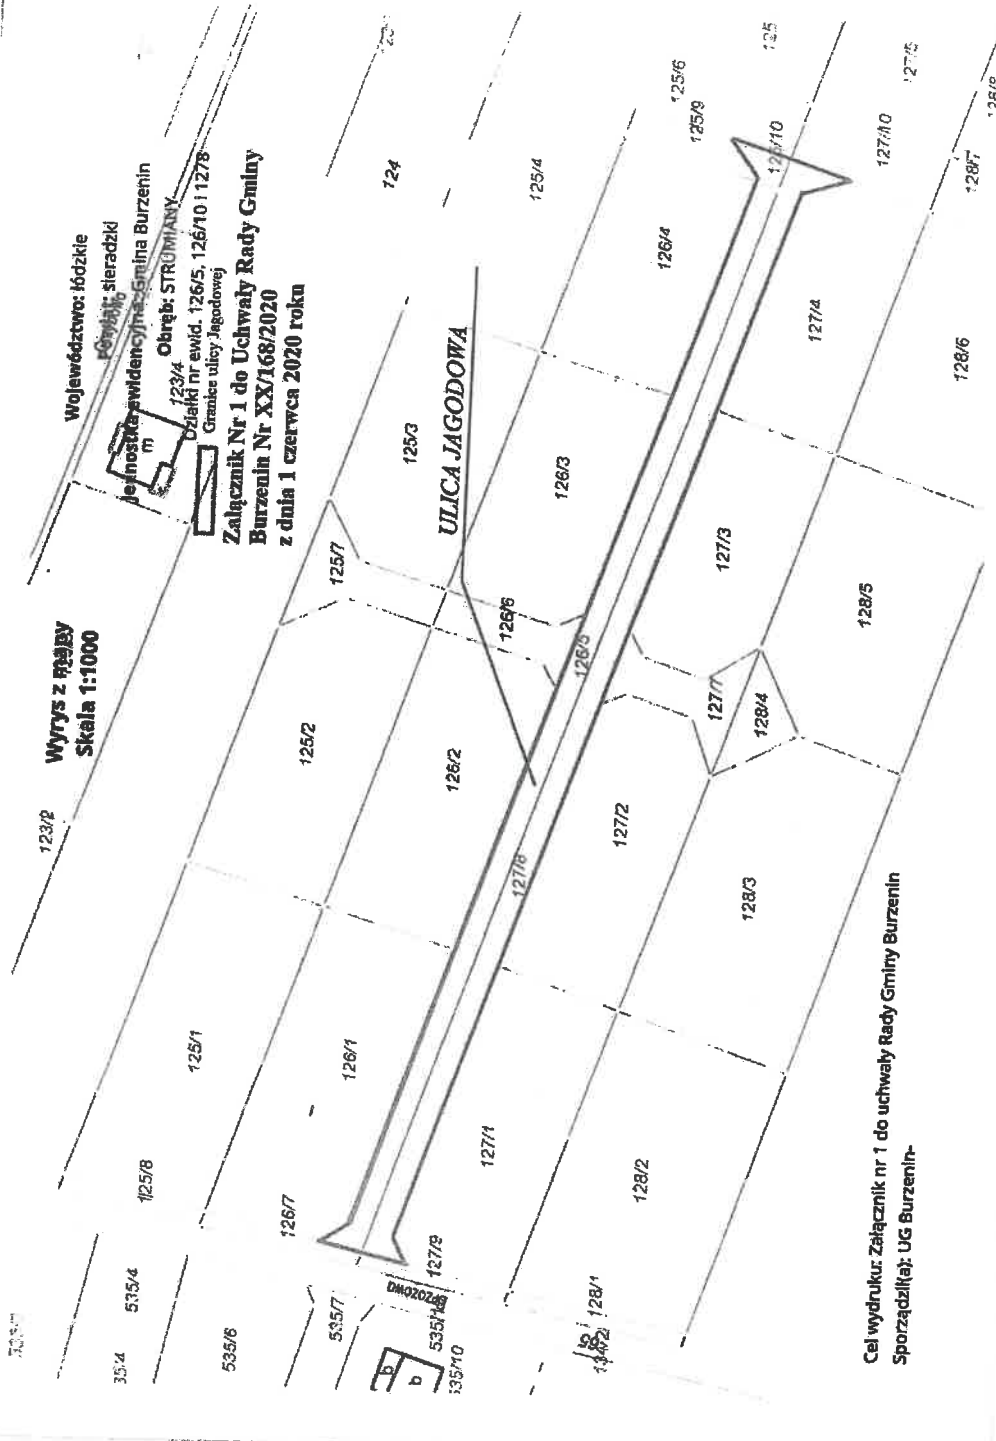 Województwo: łódzkie
Powiat: sieradzki
Jednostka ewidencyjna: Gmina Burzenin
Obręb: STRUMIANY
123/4
Działki nr ewid. 126/5, 126/10 i 1278
Granice ulicy Jagodowej
Załącznik Nr 1 do Uchwały Rady Gminy
Burzenin Nr XX/168/2020
z dnia 1 czerwca 2020 roku
Wyrys z mapy
Skala 1:1000
m
123/2
124
125
125/6
125/9
125/4
126/10
127/10
127/5
128/7
126/4
127/4
128/6
125/3
ULICA JAGODOWA
126/3
127/3
128/5
125/7
126/6
126/5
127/7
128/4
125/2
126/2
127/2
128/3
127/8
125/1
126/1
127/1
128/2
125/8
126/7
127/9
BRZOZOWA
128/1
535/4
35/4
535/6
535/7
535/10
b
b
Cel wydruku: Załącznik nr 1 do uchwały Rady Gminy Burzenin
Sporządził(a): UG Burzenin-